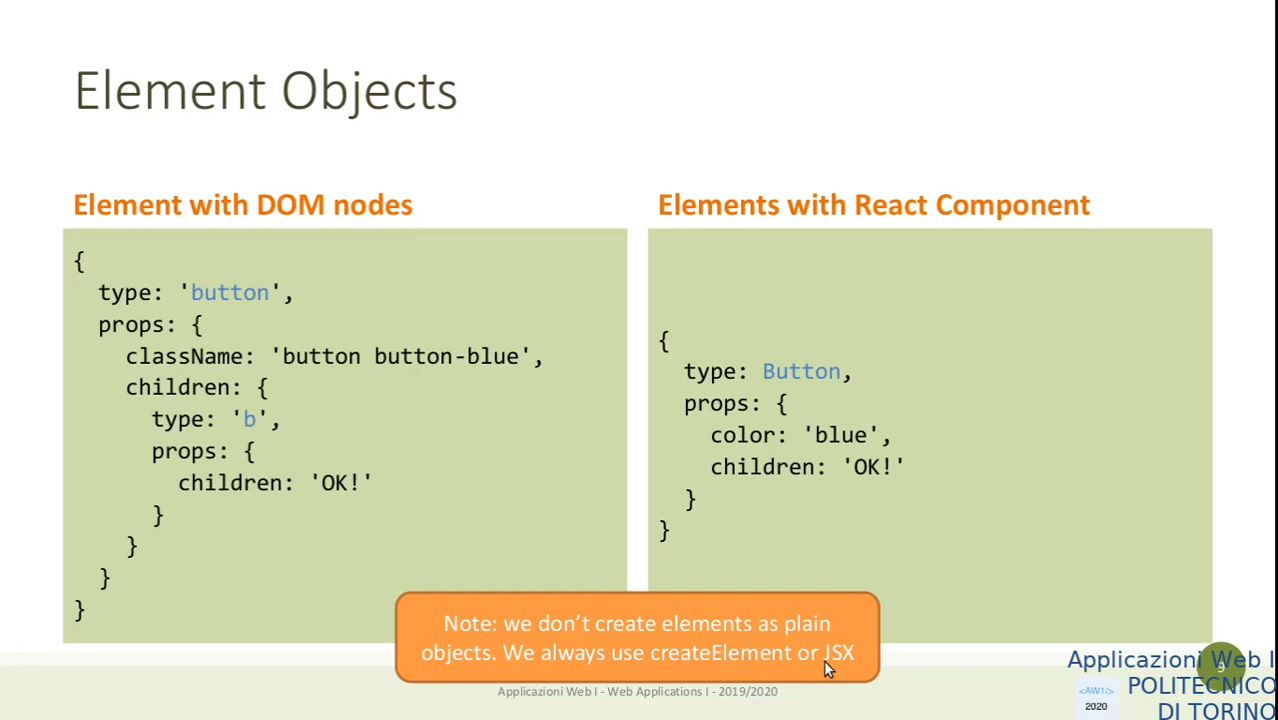 Element Objects
Element with DOM nodes
{
type: 'button',
props: {
className: 'button button-blue',
children: {
type: 'b',
props: {
children: 'OK!'
}
}
}
}
Elements with React Component
{
type: Button,
props: {
color: 'blue',
children: 'OK!'
}
}
Note: we don't create elements as plain
objects. We always use createElement or JSX
Applicazioni Web I - Web Applications I - 2019/2020
9
Applicazioni Web I
POLITECNICO
DI TORINO
<AW1/>
2020